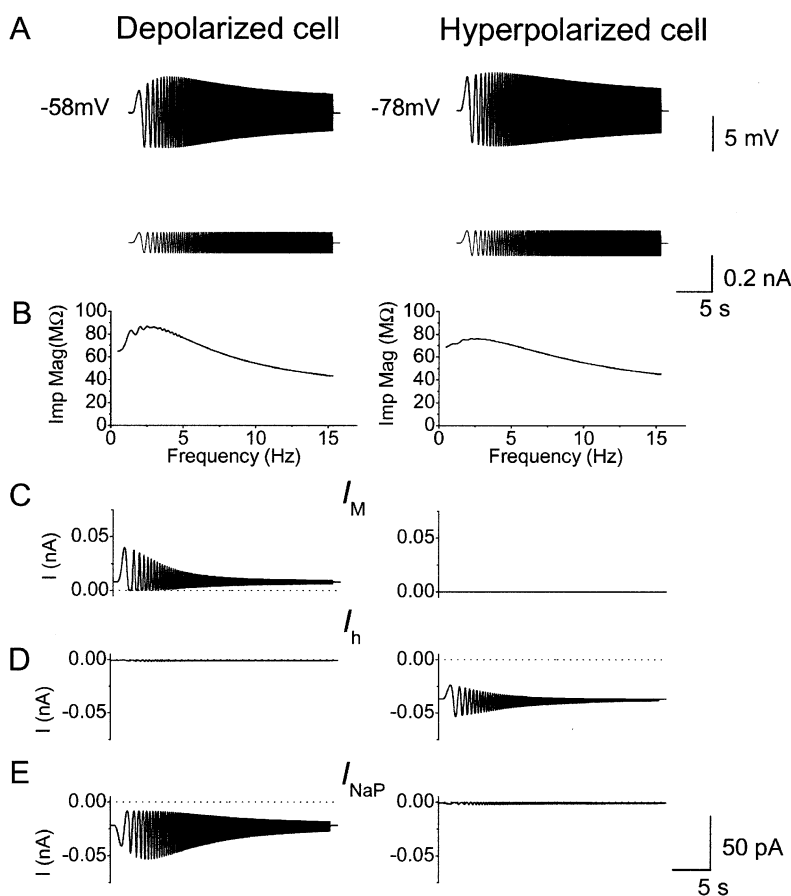 A
Depolarized cell
Hyperpolarized cell
-58mV
-78mV
5 mV
0.2 nA
5 s
B
Imp Mag(MΩ)
100
80
60
40
20
0
0 5 10 15
Frequency (Hz)
Imp Mag (MΩ)
100
80
60
40
20
0
0 5 10 15
Frequency (Hz)
C
IM
I (nA)
0.05
0.00
0.05
0.00
D
Ih
I (nA)
0.00
-0.05
0.00
-0.05
E
INaP
I (nA)
0.00
-0.05
0.00
-0.05
50 pA
5 s